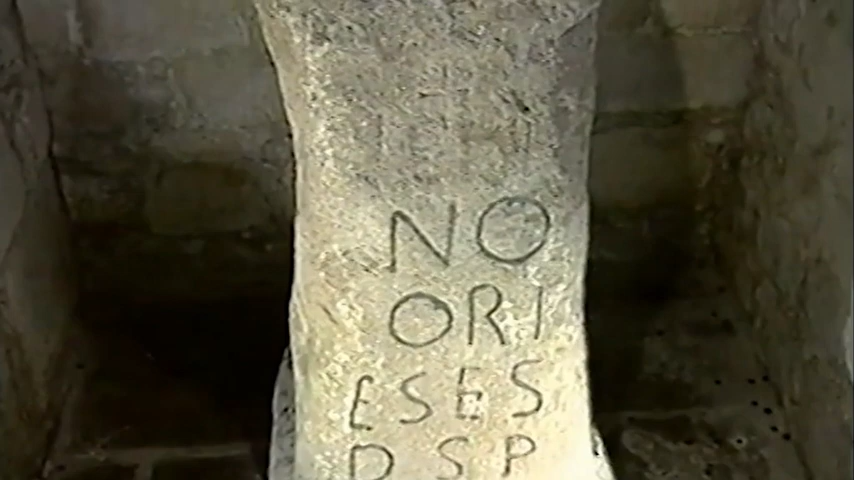 NO
ORI
ESES
DSP